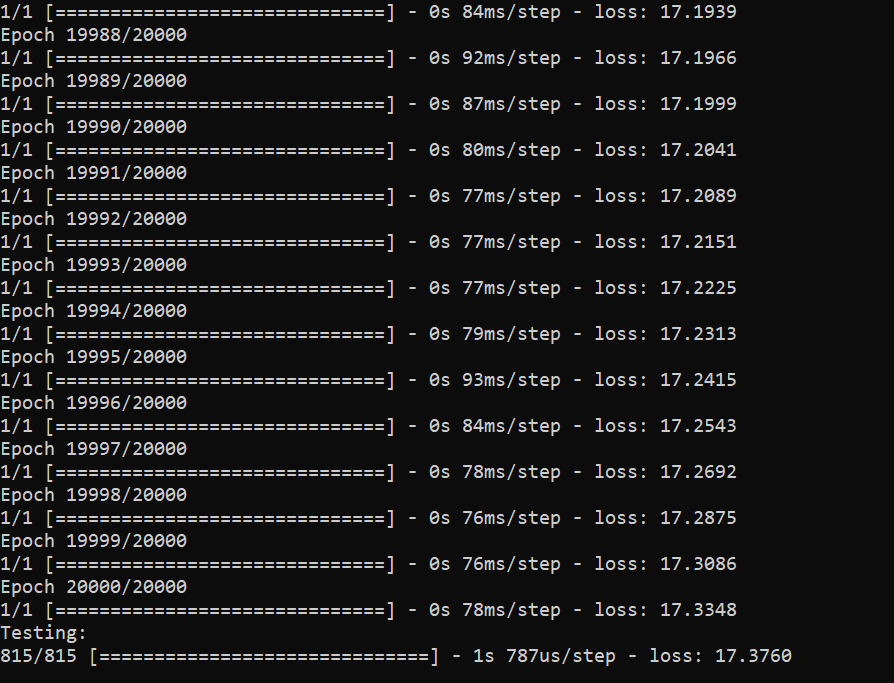 1/1 [==============================] - 0s 84ms/step - loss: 17.1939
Epoch 19988/20000
1/1 [==============================] - 0s 92ms/step - loss: 17.1966
Epoch 19989/20000
1/1 [==============================] - 0s 87ms/step - loss: 17.1999
Epoch 19990/20000
1/1 [==============================] - 0s 80ms/step - loss: 17.2041
Epoch 19991/20000
1/1 [==============================] - 0s 77ms/step - loss: 17.2089
Epoch 19992/20000
1/1 [==============================] - 0s 77ms/step - loss: 17.2151
Epoch 19993/20000
1/1 [==============================] - 0s 77ms/step - loss: 17.2225
Epoch 19994/20000
1/1 [==============================] - 0s 79ms/step - loss: 17.2313
Epoch 19995/20000
1/1 [==============================] - 0s 93ms/step - loss: 17.2415
Epoch 19996/20000
1/1 [==============================] - 0s 84ms/step - loss: 17.2543
Epoch 19997/20000
1/1 [==============================] - 0s 78ms/step - loss: 17.2692
Epoch 19998/20000
1/1 [==============================] - 0s 76ms/step - loss: 17.2875
Epoch 19999/20000
1/1 [==============================] - 0s 76ms/step - loss: 17.3086
Epoch 20000/20000
1/1 [==============================] - 0s 78ms/step - loss: 17.3348
Testing:
815/815 [==============================] - 1s 787us/step - loss: 17.3760